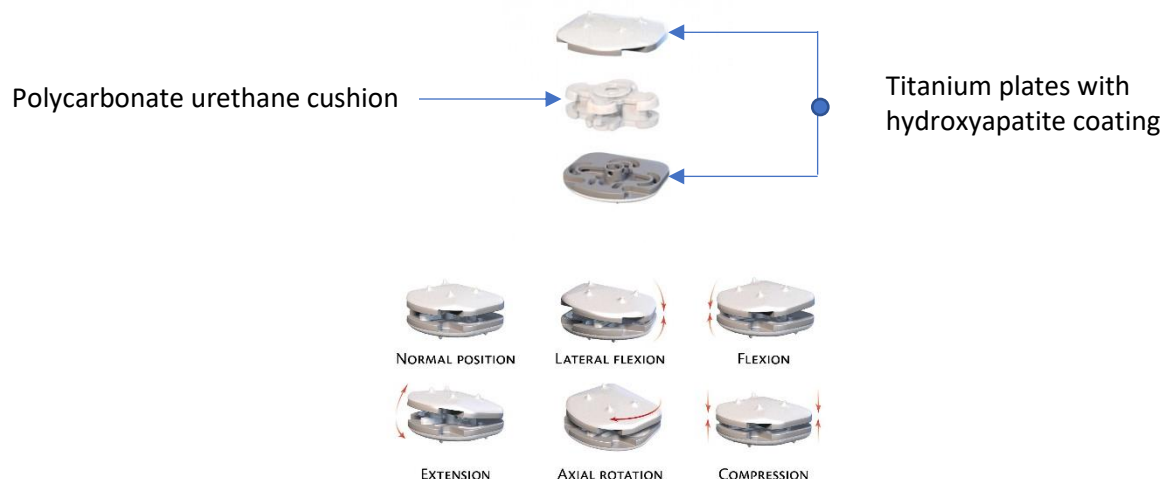 Polycarbonate urethane cushion
Titanium plates with
hydroxyapatite coating
NORMAL POSITION
LATERAL FLEXION
FLEXION
EXTENSION
AXIAL ROTATION
COMPRESSION